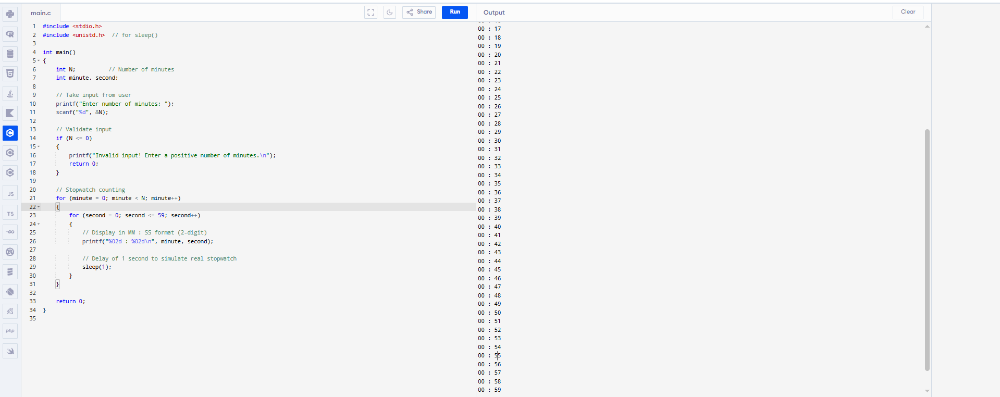 main.c
Share
Run
Output
Clear
1 #include <stdio.h>
2 #include <unistd.h>  // for sleep()
3
4 int main()
5 {
6     int N;          // Number of minutes
7     int minute, second;
8
9     // Take input from user
10     printf("Enter number of minutes: ");
11     scanf("%d", &N);
12
13     // Validate input
14     if (N <= 0)
15     {
16         printf("Invalid input! Enter a positive number of minutes.\n");
17         return 0;
18     }
19
20     // Stopwatch counting
21     for (minute = 0; minute < N; minute++)
22     {
23         for (second = 0; second <= 59; second++)
24         {
25             // Display in MM : SS format (2-digit)
26             printf("%02d : %02d\n", minute, second);
27
28             // Delay of 1 second to simulate real stopwatch
29             sleep(1);
30         }
31     }
32
33     return 0;
34 }
35
JS
TS
GO
php
00 : 17
00 : 18
00 : 19
00 : 20
00 : 21
00 : 22
00 : 23
00 : 24
00 : 25
00 : 26
00 : 27
00 : 28
00 : 29
00 : 30
00 : 31
00 : 32
00 : 33
00 : 34
00 : 35
00 : 36
00 : 37
00 : 38
00 : 39
00 : 40
00 : 41
00 : 42
00 : 43
00 : 44
00 : 45
00 : 46
00 : 47
00 : 48
00 : 49
00 : 50
00 : 51
00 : 52
00 : 53
00 : 54
00 : 55
00 : 56
00 : 57
00 : 58
00 : 59